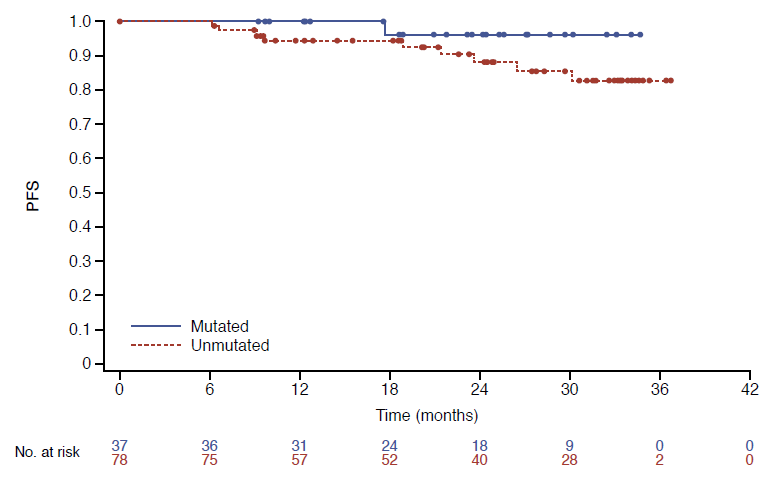 1.0
0.9
0.8
0.7
0.6
0.5
0.4
0.3
0.2
0.1
0
PFS
Mutated
Unmutated
0 6 12 18 24 30 36 42
Time (months)
No. at risk
37 36 31 24 18 9 0 0
78 75 57 52 40 28 2 0